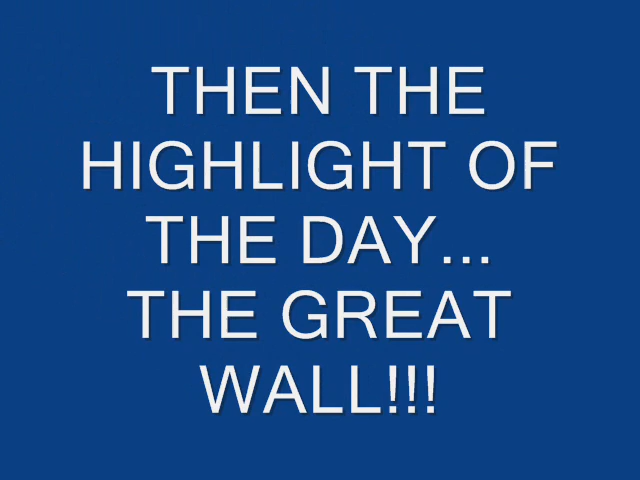 THEN THE
HIGHLIGHT OF
THE DAY...
THE GREAT
WALL!!!